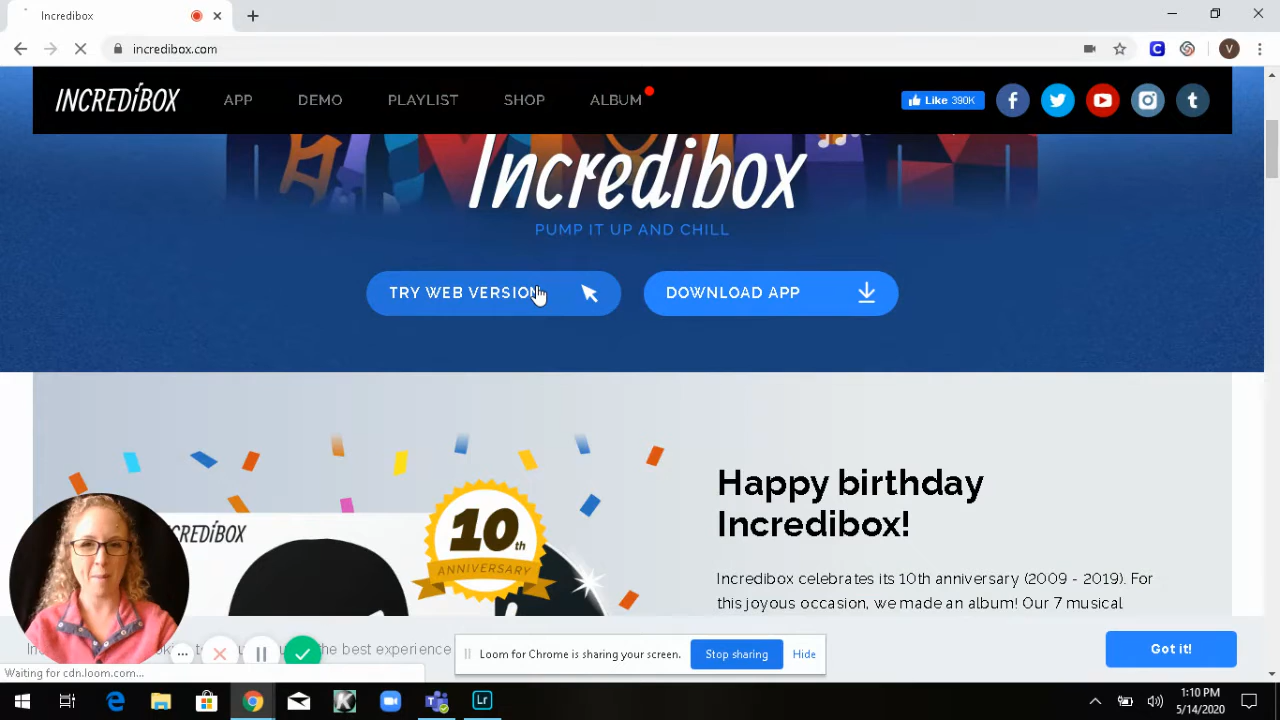 Incredibox
incredibox.com
V
INCREDIBOX
APP
DEMO
PLAYLIST
SHOP
ALBUM
Like 390K
Incredibox
PUMP IT UP AND CHILL
TRY WEB VERSION
DOWNLOAD APP
Happy birthday
Incredibox!
10th
ANNIVERSARY
Incredibox celebrates its 10th anniversary (2009 - 2019). For
this joyous occasion, we made an album! Our 7 musical
the best experience
Loom for Chrome is sharing your screen.
Stop sharing
Hide
Got it!
Waiting for cdn.loom.com...
Lr
1:10 PM
5/14/2020